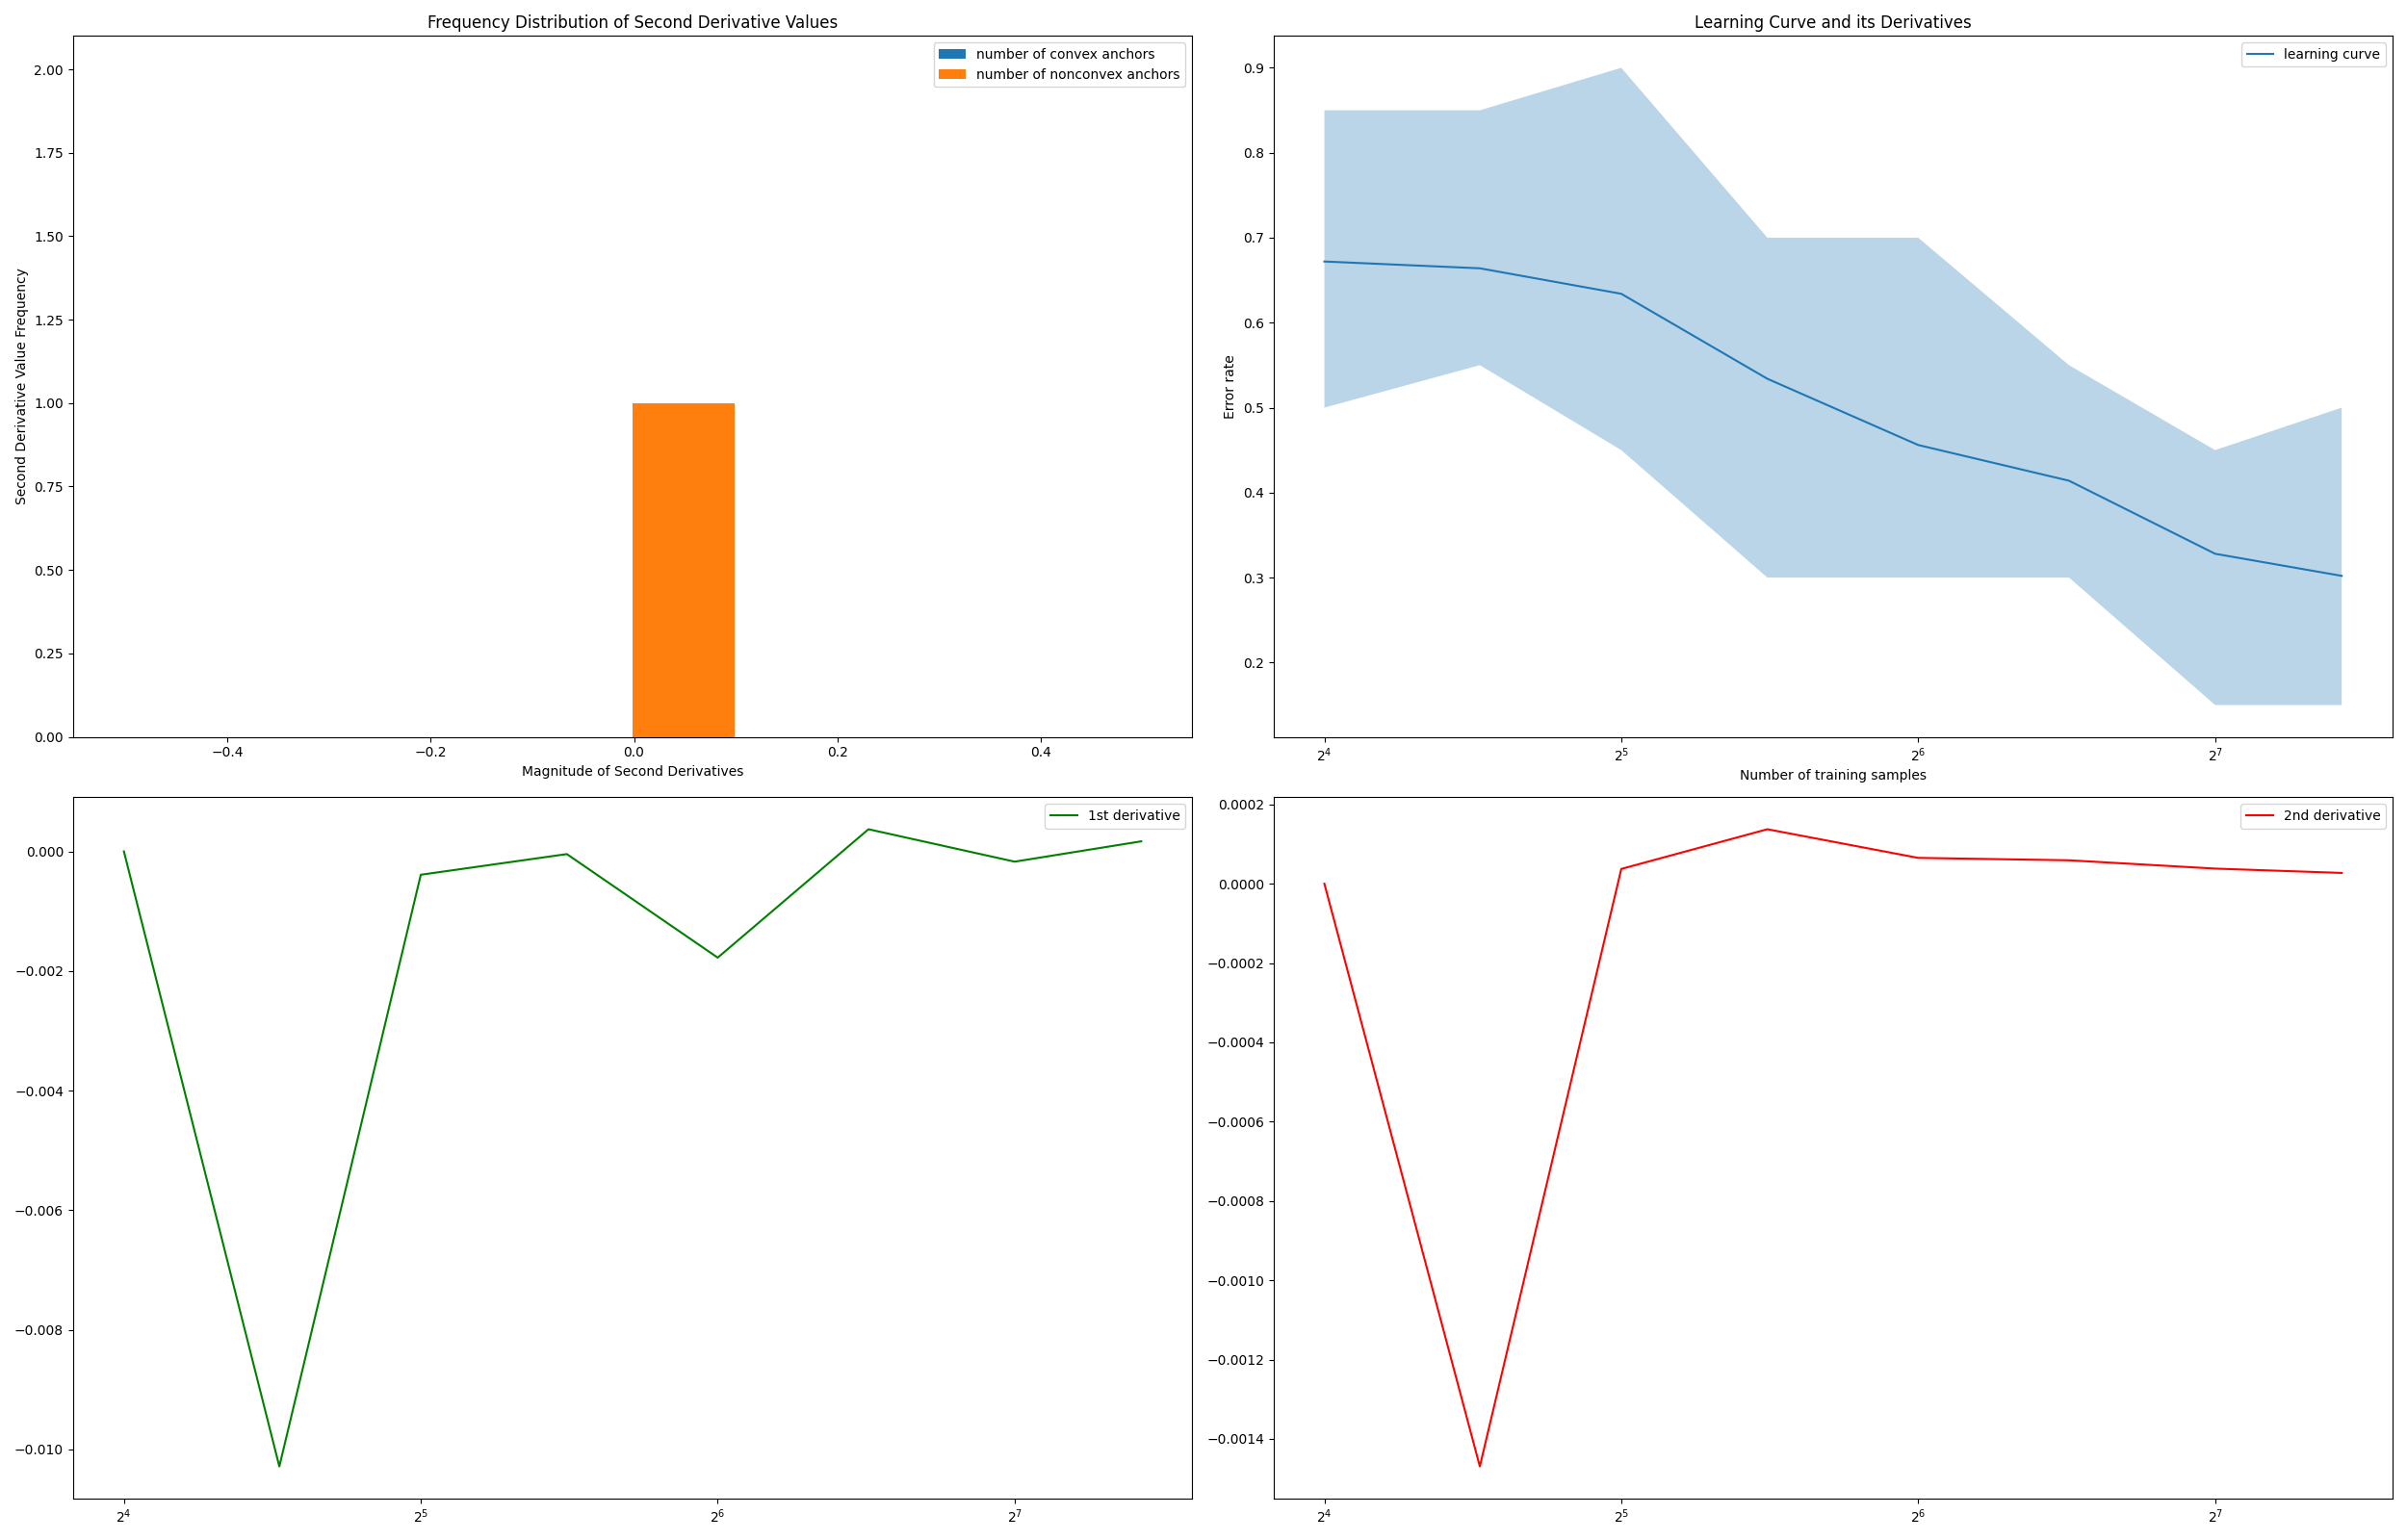 Frequency Distribution of Second Derivative Values
number of convex anchors
number of nonconvex anchors
2.00
1.75
1.50
1.25
1.00
0.75
0.50
0.25
0.00
Second Derivative Value Frequency
−0.4 −0.2 0.0 0.2 0.4
Magnitude of Second Derivatives
Learning Curve and its Derivatives
learning curve
0.9
0.8
0.7
0.6
0.5
0.4
0.3
0.2
Error rate
2⁴ 2⁵ 2⁶ 2⁷
Number of training samples
1st derivative
0.000
−0.002
−0.004
−0.006
−0.008
−0.010
2⁴ 2⁵ 2⁶ 2⁷
2nd derivative
0.0002
0.0000
−0.0002
−0.0004
−0.0006
−0.0008
−0.0010
−0.0012
−0.0014
2⁴ 2⁵ 2⁶ 2⁷